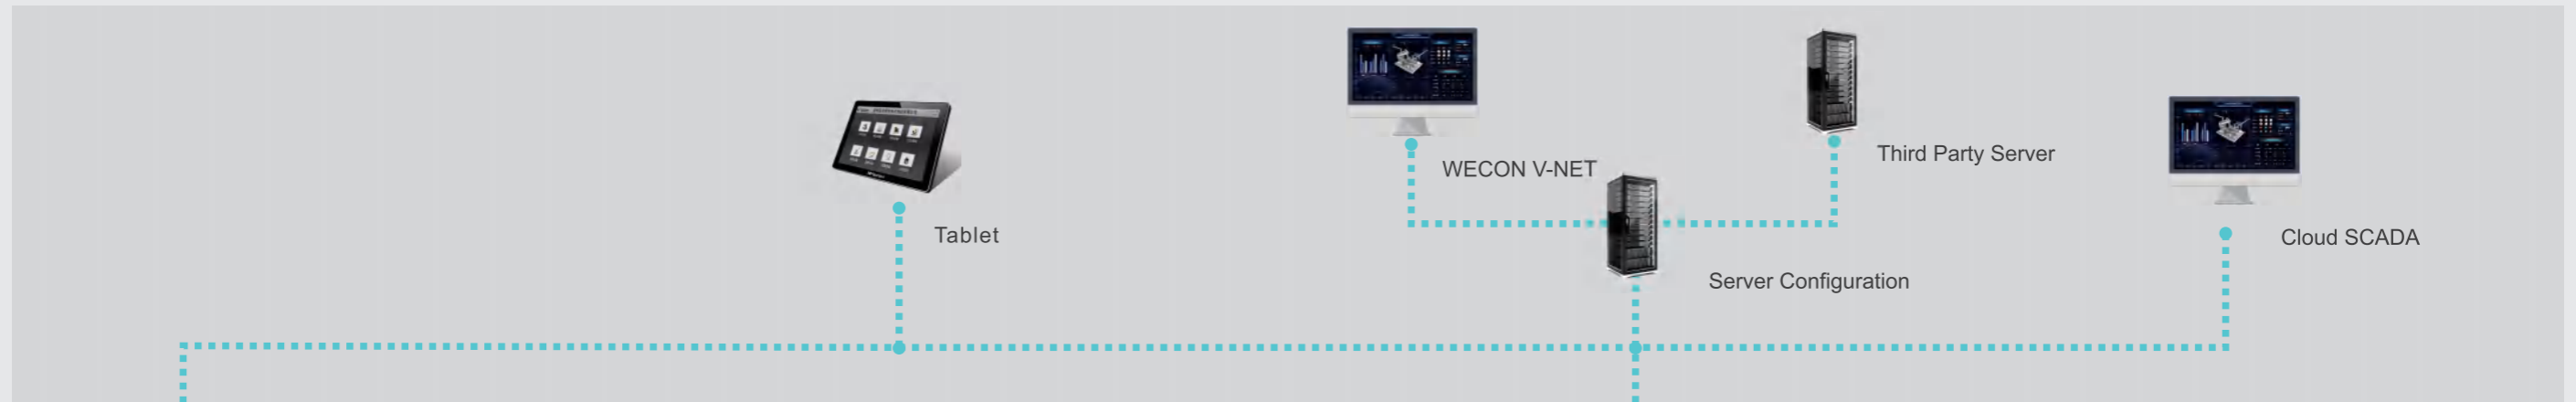 WECON V-NET
Third Party Server
Tablet
Cloud SCADA
Server Configuration